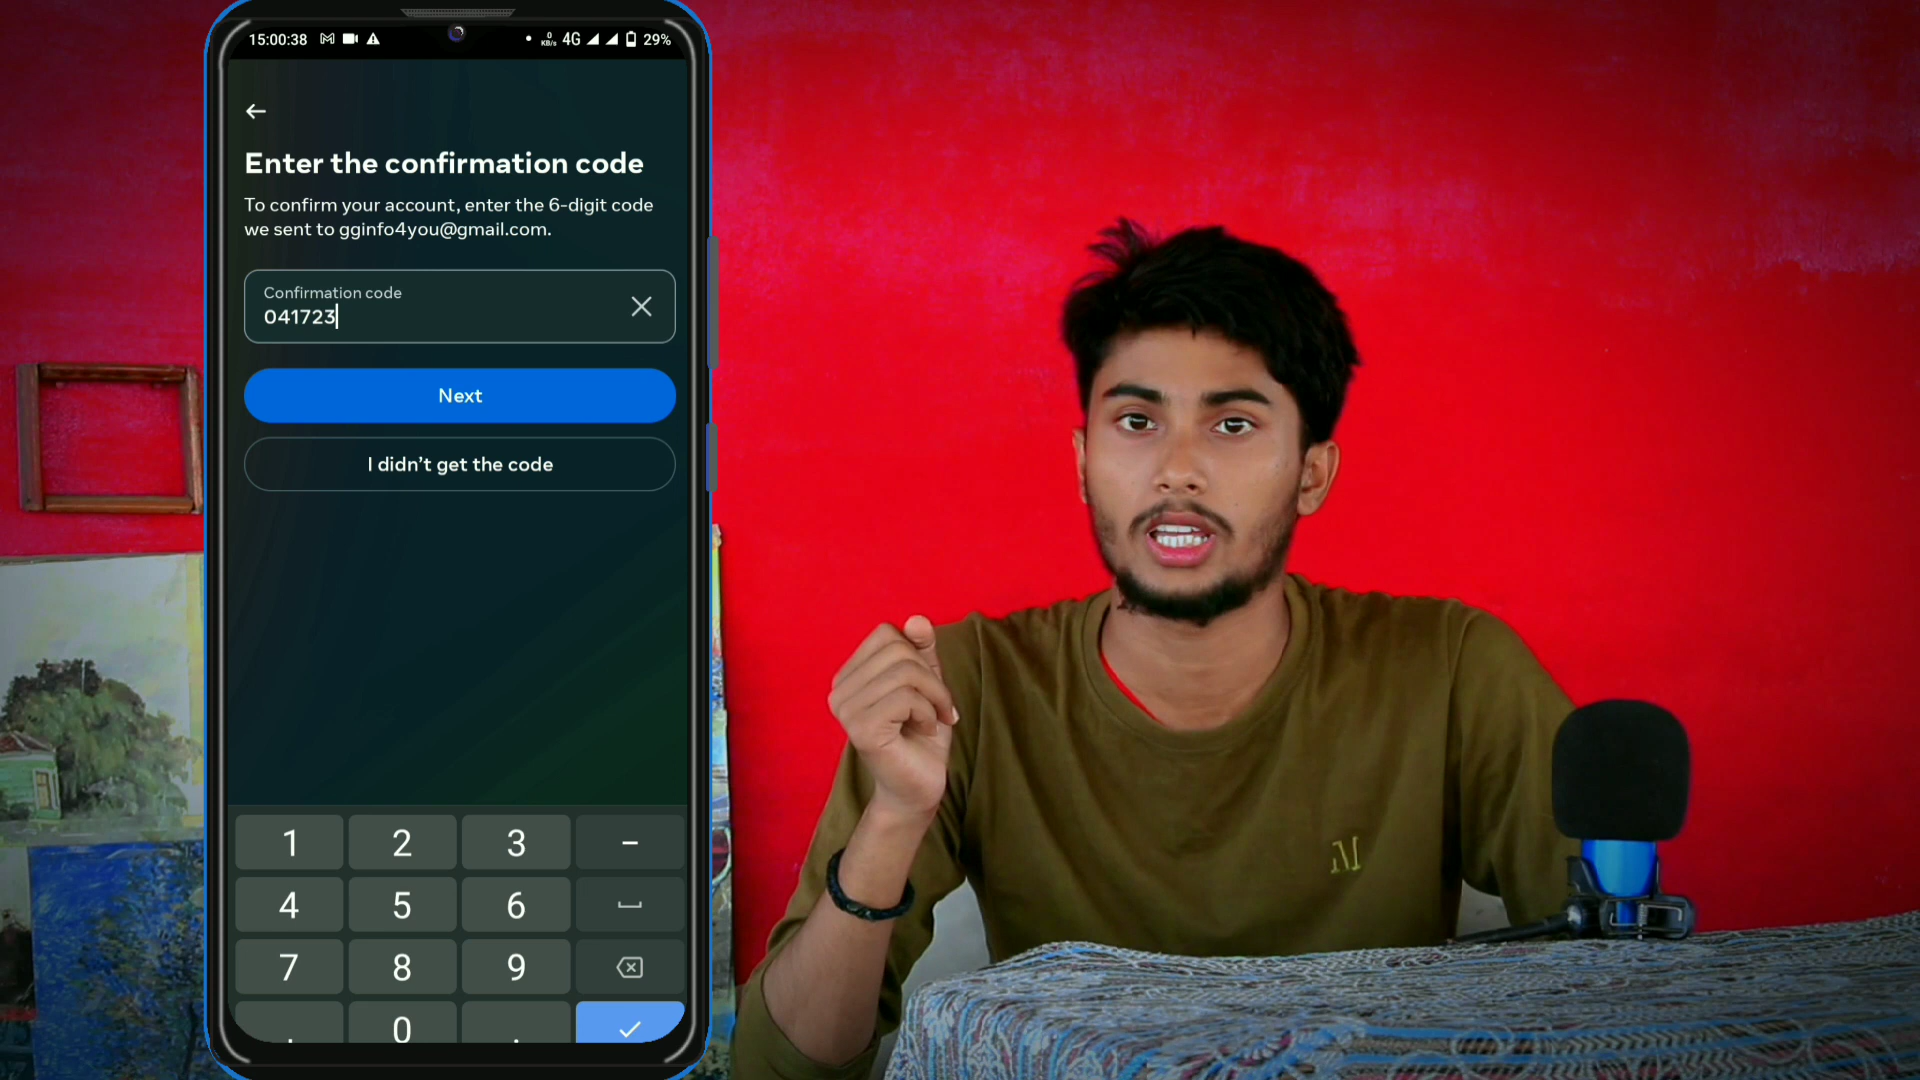 15:00:38
0
KB/s
4G
29%
Enter the confirmation code
To confirm your account, enter the 6-digit code
we sent to gginfo4you@gmail.com.
Confirmation code
041723
Next
I didn’t get the code
1 2 3 −
4 5 6
7 8 9
, 0 .